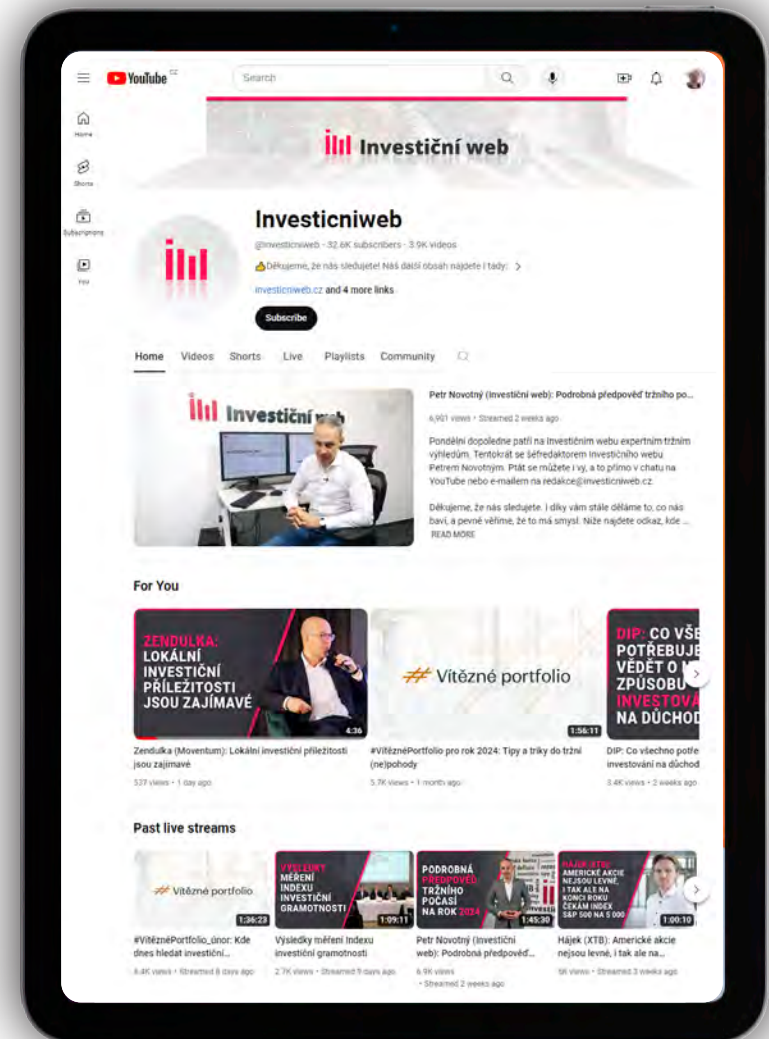 YouTube CZ
Search
Home
Shorts
Subscriptions
You
Investiční web
Investicniweb
@investicniweb · 32.6K subscribers · 3.9K videos
👍Děkujeme, že nás sledujete! Náš další obsah najdete i tady: >
investicniweb.cz and 4 more links
Subscribe
Home Videos Shorts Live Playlists Community
Investiční web
Petr Novotný (Investiční web): Podrobná předpověď tržního po...
6,901 views • Streamed 2 weeks ago
Pondělní dopoledne patří na Investičním webu expertním tržním
výhledům. Tentokrát se šéfredaktorem Investičního webu
Petrem Novotným. Ptát se můžete i vy, a to přímo v chatu na
YouTube nebo e-mailem na redakce@investicniweb.cz.
Děkujeme, že nás sledujete. I díky vám stále děláme to, co nás
baví, a pevně věříme, že to má smysl. Níže najdete odkaz, kde ...
READ MORE
For You
ZENDULKA:
LOKÁLNÍ
INVESTIČNÍ
PŘÍLEŽITOSTI
JSOU ZAJÍMAVÉ
4:36
Zendulka (Moventum): Lokální investiční příležitosti
jsou zajímavé
537 views • 1 day ago
# Vítězné portfolio
1:56:11
#VítěznéPortfolio pro rok 2024: Tipy a triky do tržní
(ne)pohody
5.7K views • 1 month ago
DIP: CO VŠE
POTŘEBUJE
VĚDĚT O
ZPŮSOBU
INVESTOVÁ
NA DŮCHOD
DIP: Co všechno potře
investování na důchod
3.4K views • 2 weeks ago
Past live streams
# Vítězné portfolio
1:36:23
#VítěznéPortfolio_únor: Kde
dnes hledat investiční...
6.4K views • Streamed 8 days ago
VÝSLEDKY
MĚŘENÍ
INDEXU
INVESTIČNÍ
GRAMOTNOSTI
1:09:11
Výsledky měření Indexu
investiční gramotnosti
2.7K views • Streamed 9 days ago
PODROBNÁ
PŘEDPOVĚĎ
TRŽNÍHO
POČASÍ
NA ROK 2024
1:45:30
Petr Novotný (Investiční
web): Podrobná předpověď...
6.9K views
• Streamed 2 weeks ago
HÁJEK (XTB):
AMERICKÉ AKCIE
NEJSOU LEVNÉ,
I TAK ALE NA
KONCI ROKU
ČEKÁM INDEX
S&P 500 NA 5 000
1:00:10
Hájek (XTB): Americké akcie
nejsou levné, i tak ale na...
6K views • Streamed 3 weeks ago